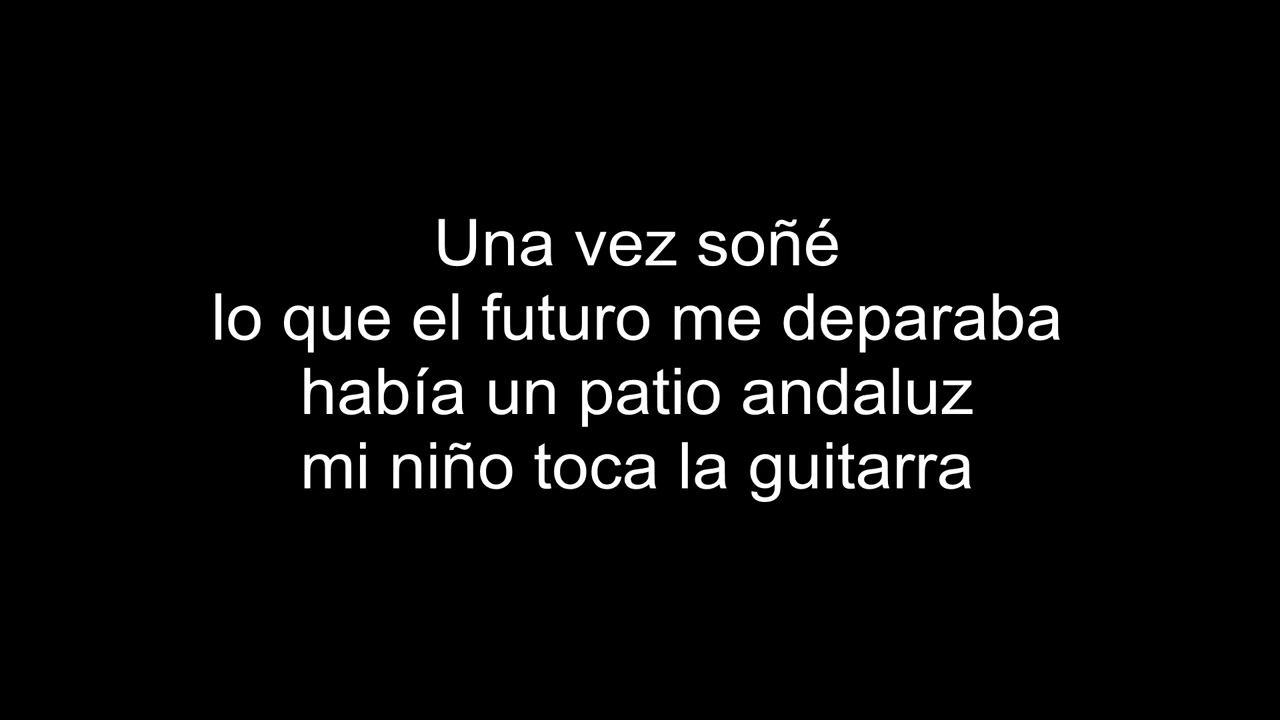 Una vez soñé
lo que el futuro me deparaba
había un patio andaluz
mi niño toca la guitarra